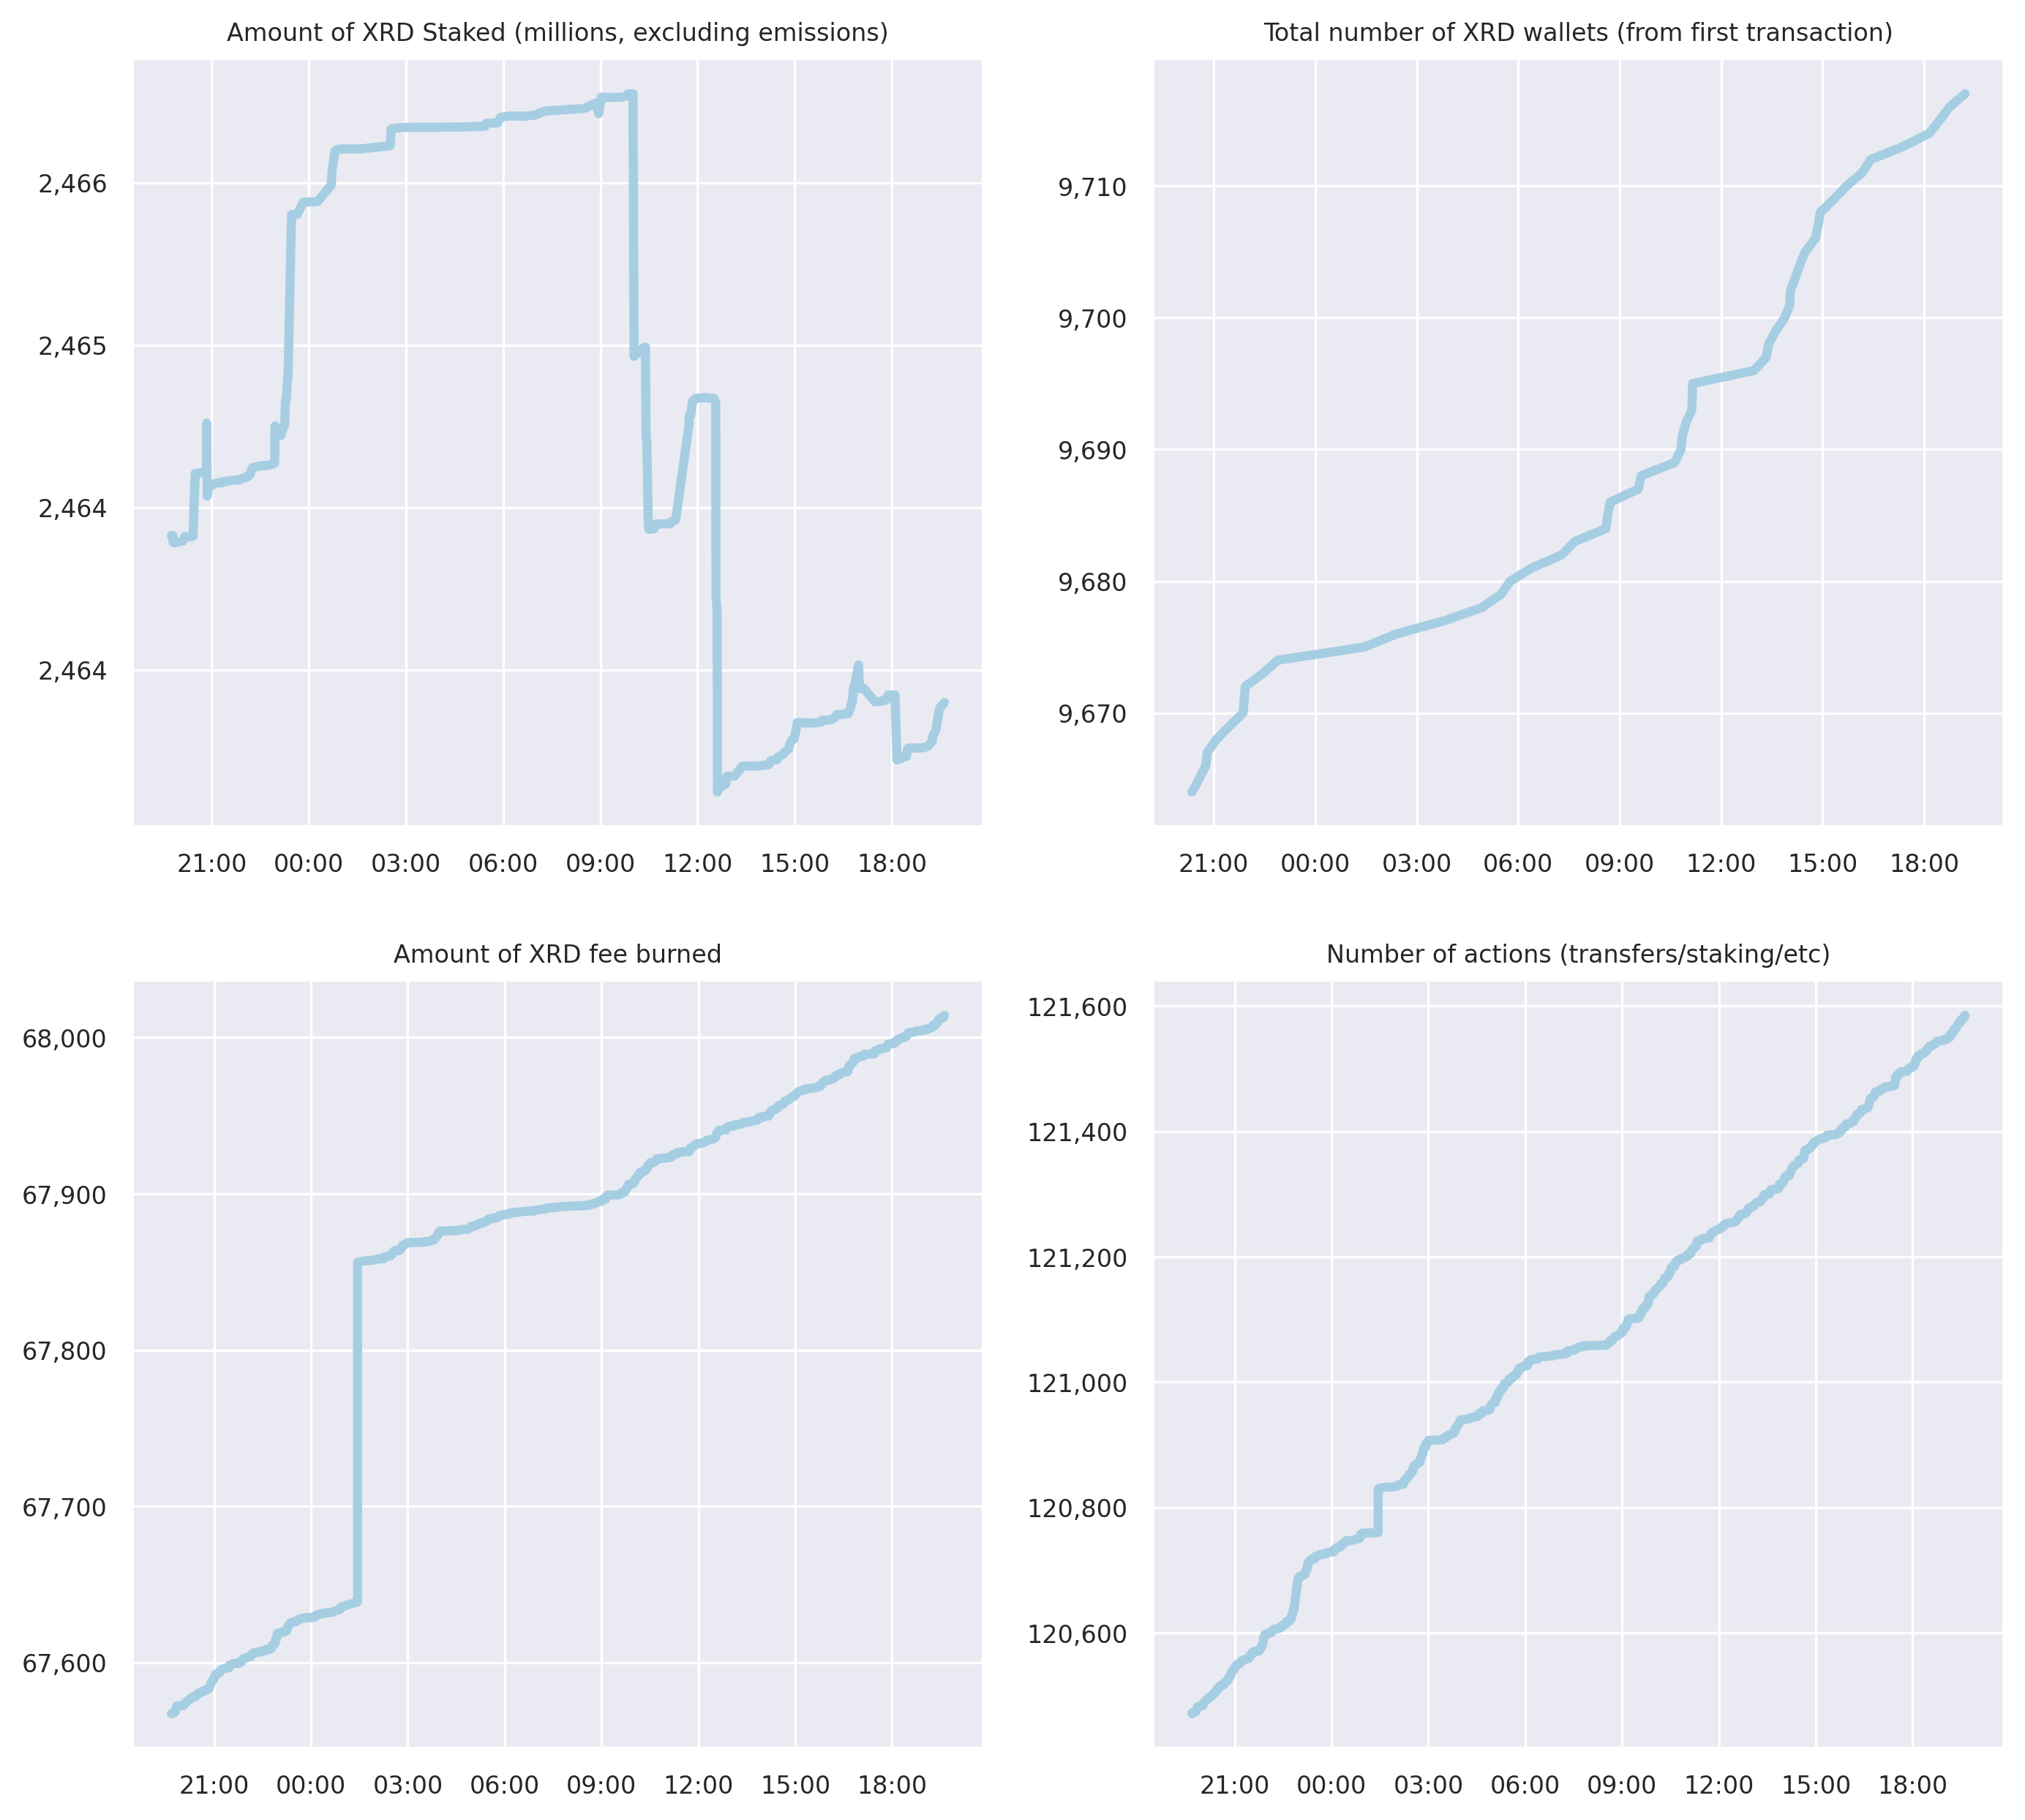 Amount of XRD Staked (millions, excluding emissions)
2,466
2,465
2,464
2,464
21:00 00:00 03:00 06:00 09:00 12:00 15:00 18:00
Total number of XRD wallets (from first transaction)
9,710
9,700
9,690
9,680
9,670
21:00 00:00 03:00 06:00 09:00 12:00 15:00 18:00
Amount of XRD fee burned
68,000
67,900
67,800
67,700
67,600
21:00 00:00 03:00 06:00 09:00 12:00 15:00 18:00
Number of actions (transfers/staking/etc)
121,600
121,400
121,200
121,000
120,800
120,600
21:00 00:00 03:00 06:00 09:00 12:00 15:00 18:00